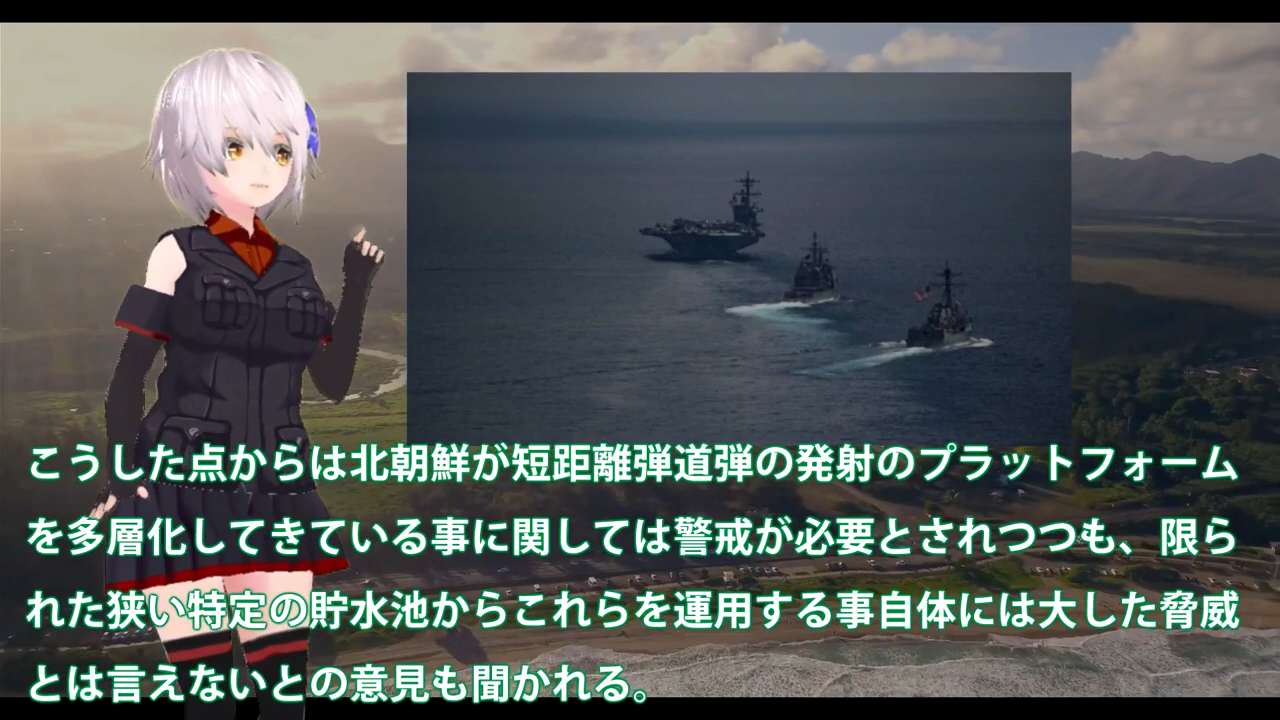 こうした点からは北朝鮮が短距離弾道弾の発射のプラットフォーム
を多層化してきている事に関しては警戒が必要とされつつも、限ら
れた狭い特定の貯水池からこれらを運用する事自体には大した脅威
とは言えないとの意見も聞かれる。